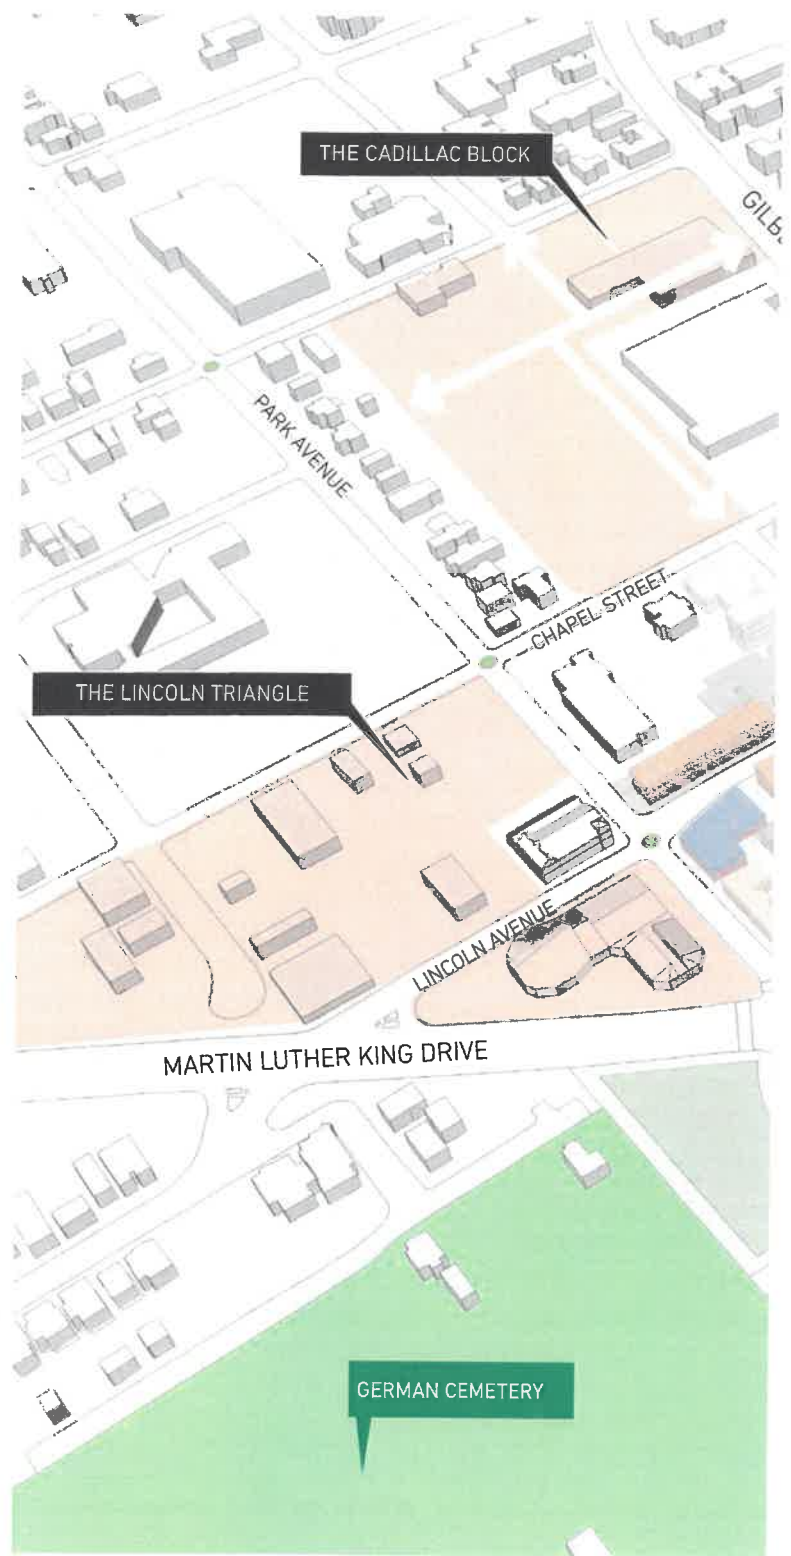 THE CADILLAC BLOCK
PARK AVENUE
CHAPEL STREET
THE LINCOLN TRIANGLE
LINCOLN AVENUE
MARTIN LUTHER KING DRIVE
GERMAN CEMETERY